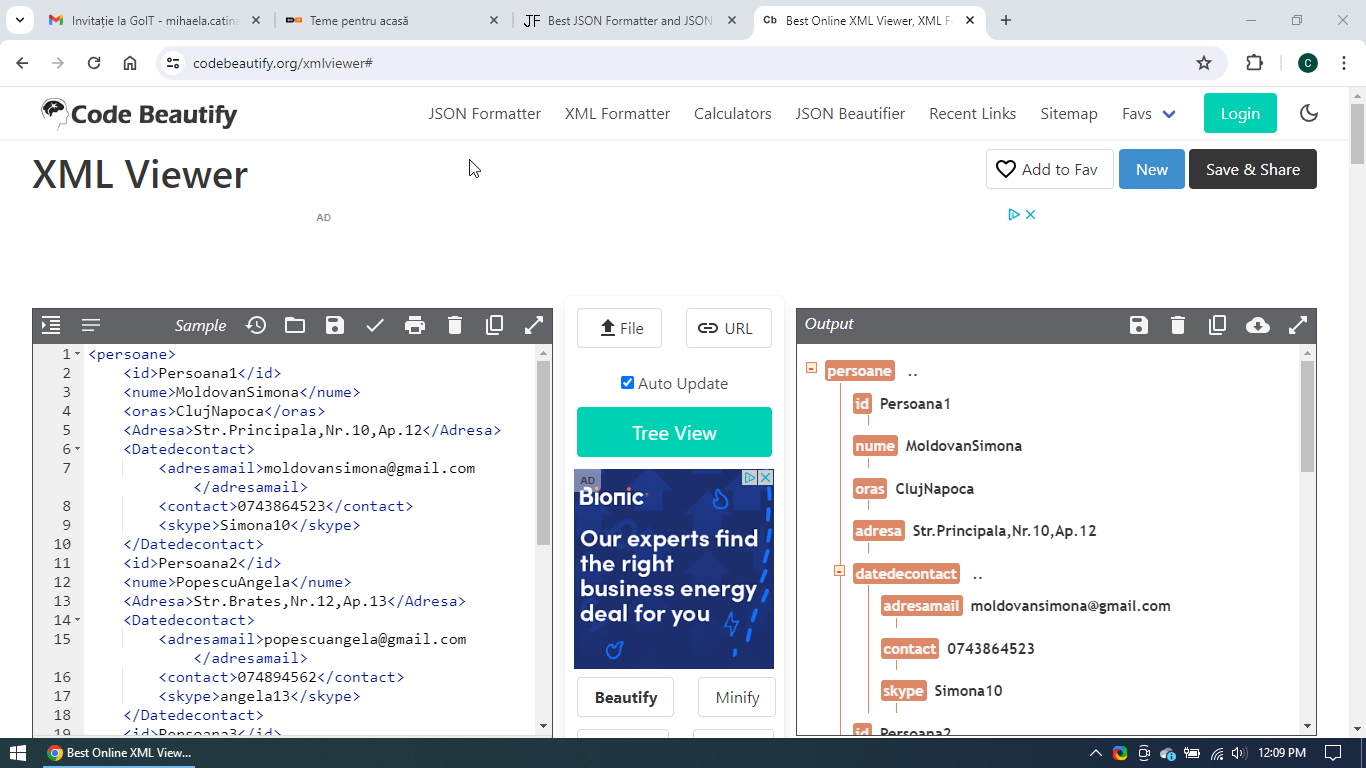 Invitație la GoIT - mihaela.catina
Teme pentru acasă
JF Best JSON Formatter and JSON
Cb Best Online XML Viewer, XML F
codebeautify.org/xmlviewer#
C
Code Beautify
JSON Formatter XML Formatter Calculators JSON Beautifier Recent Links Sitemap Favs Login
XML Viewer
Add to Fav New Save & Share
AD
Sample
1 <persoane>
2 <id>Persoana1</id>
3 <nume>MoldovanSimona</nume>
4 <oras>ClujNapoca</oras>
5 <Adresa>Str.Principala,Nr.10,Ap.12</Adresa>
6 <Datedecontact>
7 <adresamail>moldovansimona@gmail.com
</adresamail>
8 <contact>0743864523</contact>
9 <skype>Simona10</skype>
10 </Datedecontact>
11 <id>Persoana2</id>
12 <nume>PopescuAngela</nume>
13 <Adresa>Str.Brates,Nr.12,Ap.13</Adresa>
14 <Datedecontact>
15 <adresamail>popescuangela@gmail.com
</adresamail>
16 <contact>074894562</contact>
17 <skype>angela13</skype>
18 </Datedecontact>
19 <id>Persoana3</id>
File URL
Auto Update
Tree View
AD
Bionic
Our experts find
the right
business energy
deal for you
Beautify Minify
Output
persoane ..
id Persoana1
nume MoldovanSimona
oras ClujNapoca
adresa Str.Principala,Nr.10,Ap.12
datedecontact ..
adresamail moldovansimona@gmail.com
contact 0743864523
skype Simona10
id Persoana2
Best Online XML View...
12:09 PM